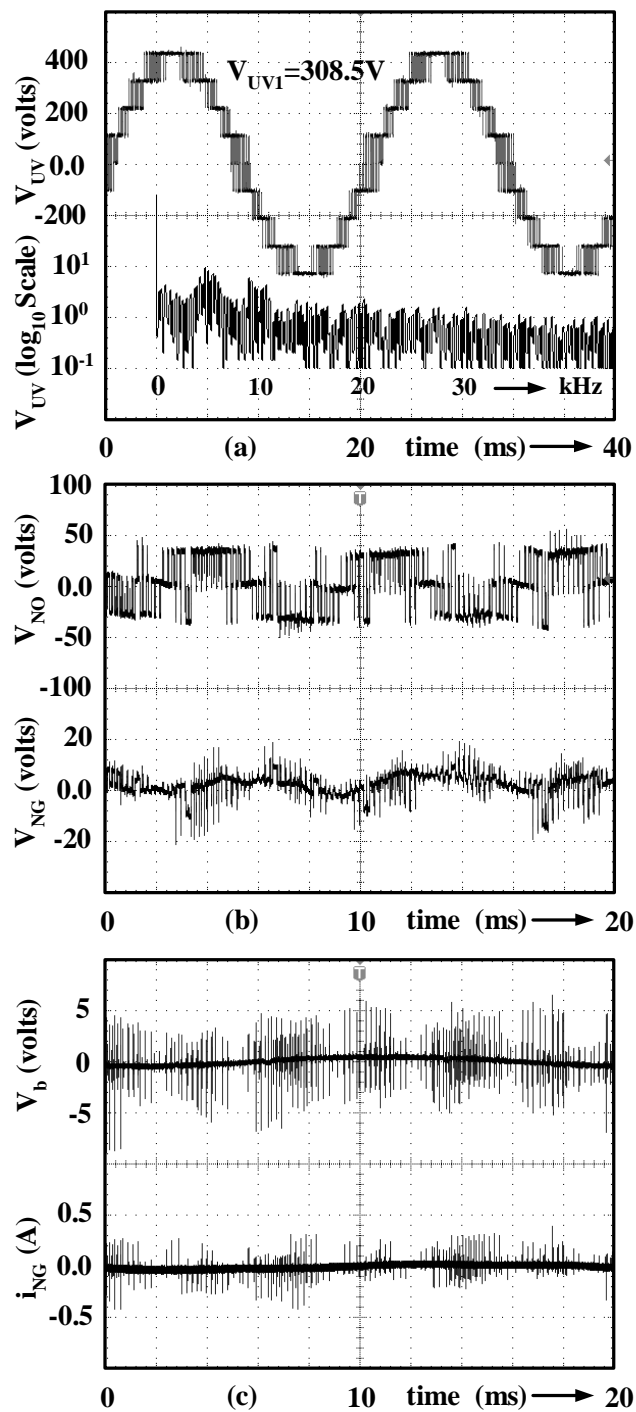 V_UV1=308.5V
V_UV (volts)
400
200
0.0
-200
V_UV (log_10 Scale)
10^1
10^0
10^-1
0 10 20 30 → kHz
0 (a) 20 time (ms) → 40
V_NO (volts)
100
50
0.0
-50
-100
T
V_NG (volts)
20
0.0
-20
0 (b) 10 time (ms) → 20
V_b (volts)
5
0
-5
T
i_NG (A)
0.5
0.0
-0.5
0 (c) 10 time (ms) → 20